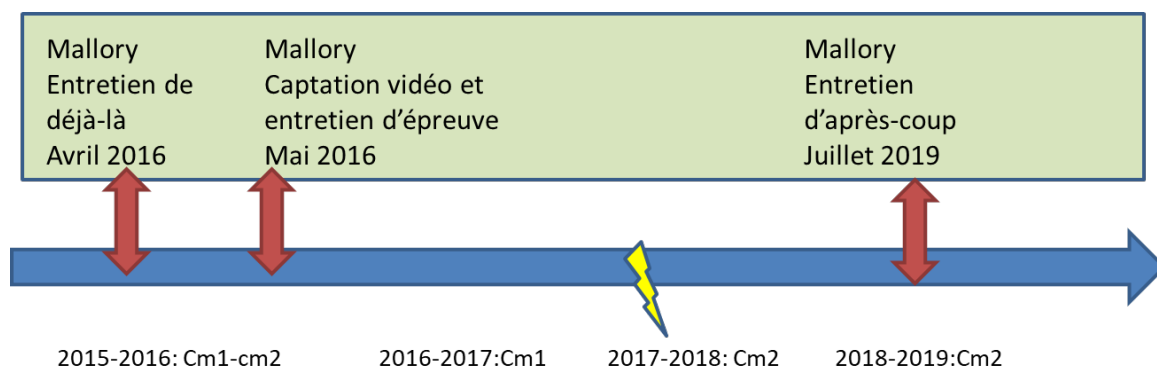 Mallory
Entretien de
déjà-là
Avril 2016
Mallory
Captation vidéo et
entretien d'épreuve
Mai 2016
Mallory
Entretien
d'après-coup
Juillet 2019
2015-2016: Cm1-cm2
2016-2017:Cm1
2017-2018: Cm2
2018-2019:Cm2